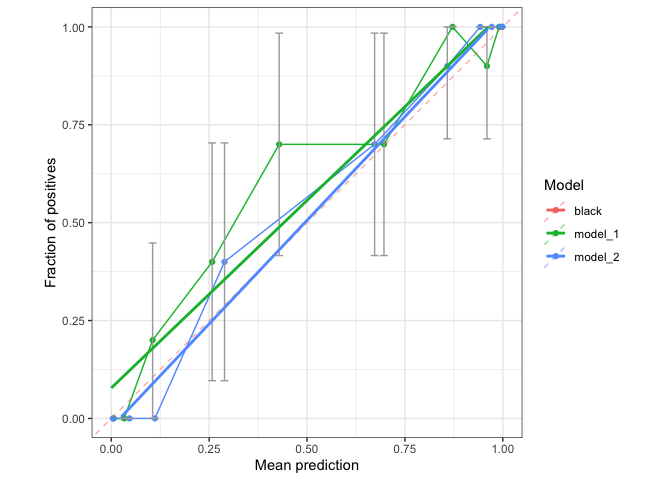 1.00
0.75
0.50
0.25
0.00
Fraction of positives
0.00 0.25 0.50 0.75 1.00
Mean prediction
Model
black
model_1
model_2